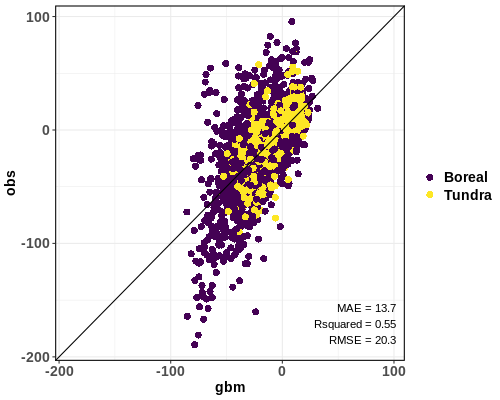 100
0
-100
-200
obs
-200
-100
0
100
gbm
MAE = 13.7
Rsquared = 0.55
RMSE = 20.3
Boreal
Tundra